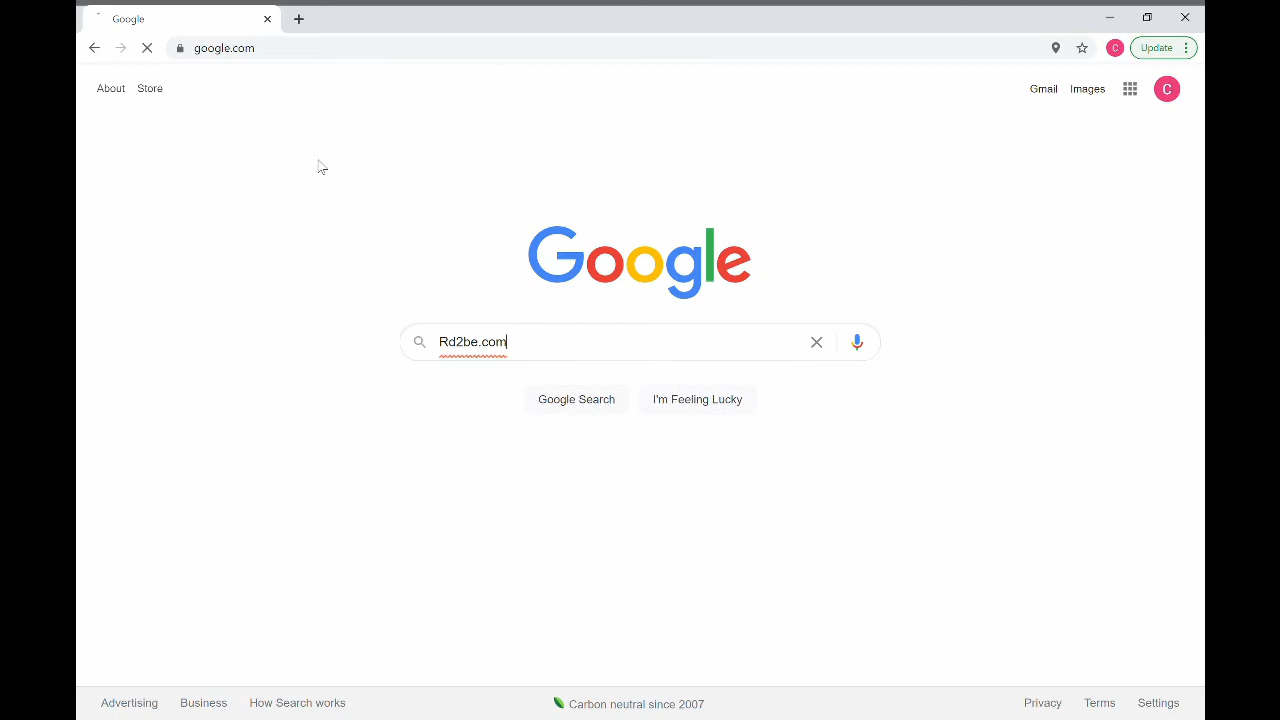 Google
google.com
C
Update
About
Store
Gmail
Images
C
Google
Rd2be.com
Google Search
I'm Feeling Lucky
Advertising
Business
How Search works
Carbon neutral since 2007
Privacy
Terms
Settings